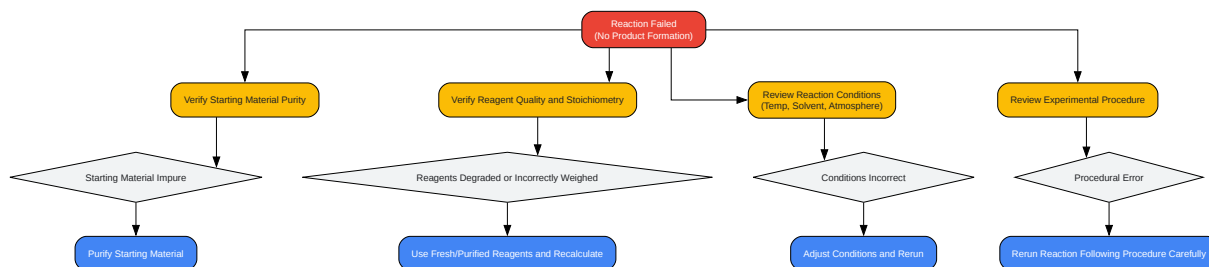 Reaction Failed
(No Product Formation)
Verify Starting Material Purity
Verify Reagent Quality and Stoichiometry
Review Reaction Conditions
(Temp, Solvent, Atmosphere)
Review Experimental Procedure
Starting Material Impure
Reagents Degraded or Incorrectly Weighed
Conditions Incorrect
Procedural Error
Purify Starting Material
Use Fresh/Purified Reagents and Recalculate
Adjust Conditions and Rerun
Rerun Reaction Following Procedure Carefully